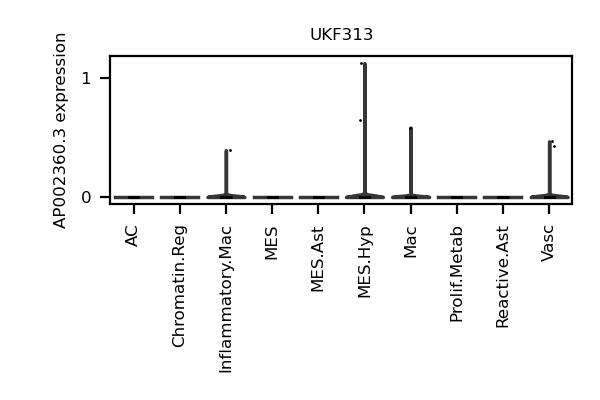 UKF313
AP002360.3 expression
1
0
AC
Chromatin.Reg
Inflammatory.Mac
MES
MES.Ast
MES.Hyp
Mac
Prolif.Metab
Reactive.Ast
Vasc